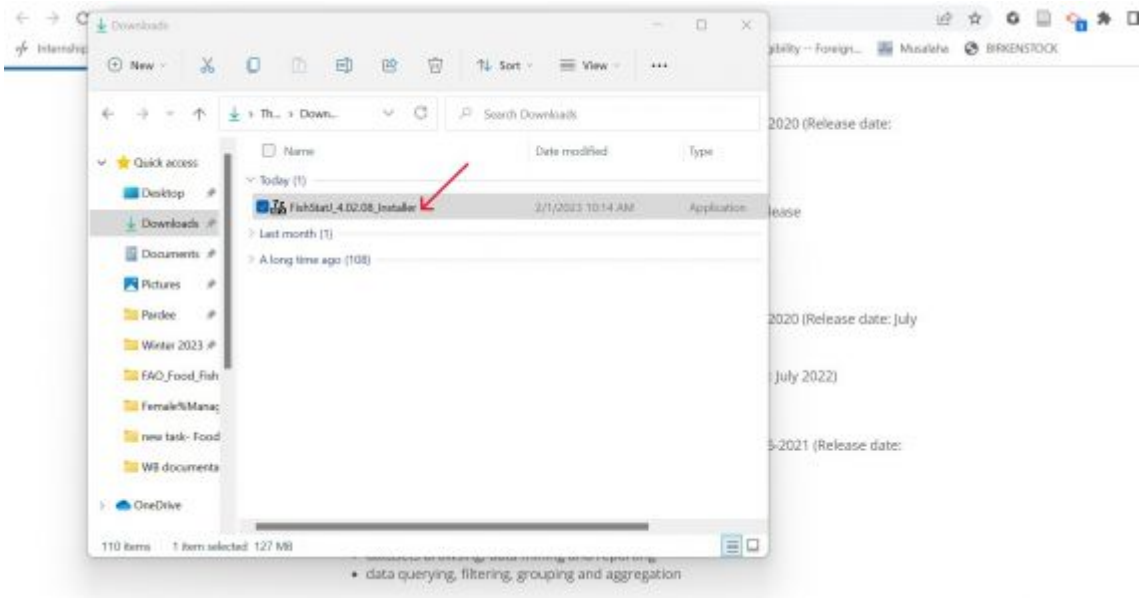 Internship
gibility -- Foreign...
Musaleha
BIRKENSTOCK
Downloads
New
Sort
View
Th...
Down...
Search Downloads
Name
Date modified
Type
Quick access
Desktop
Downloads
Documents
Pictures
Pardee
Winter 2023
FAO_Food_Fish
Female%Manag
new task- Food
WB documenta
OneDrive
Today (1)
FishStatJ_4.02.08_Installer
2/1/2023 10:14 AM
Application
Last month (1)
A long time ago (108)
110 items
1 item selected
127 MB
2020 (Release date:
lease
2020 (Release date: July
July 2022)
-2021 (Release date:
• data querying, filtering, grouping and aggregation